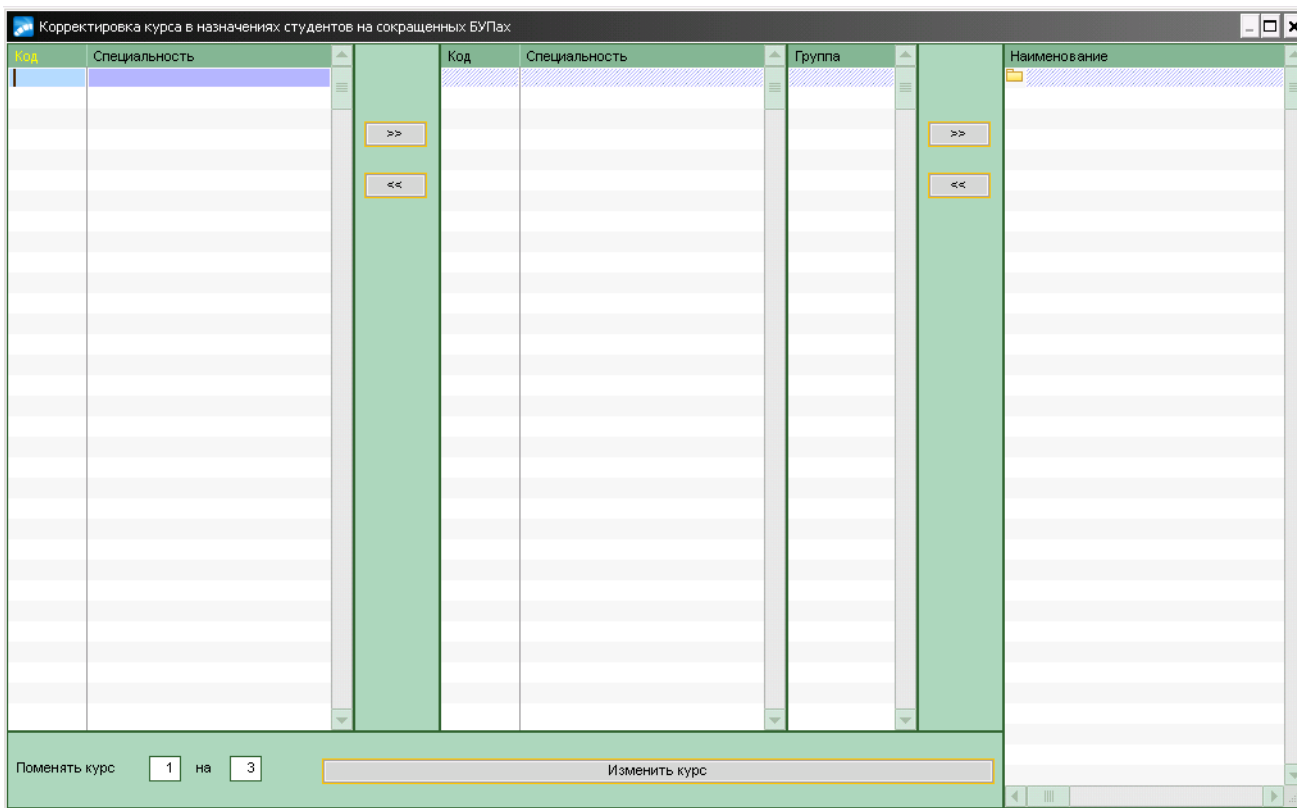 Корректировка курса в назначениях студентов на сокращенных БУПах
Код Специальность Код Специальность Группа Наименование
>> >>
<< <<
Поменять курс 1 на 3 Изменить курс